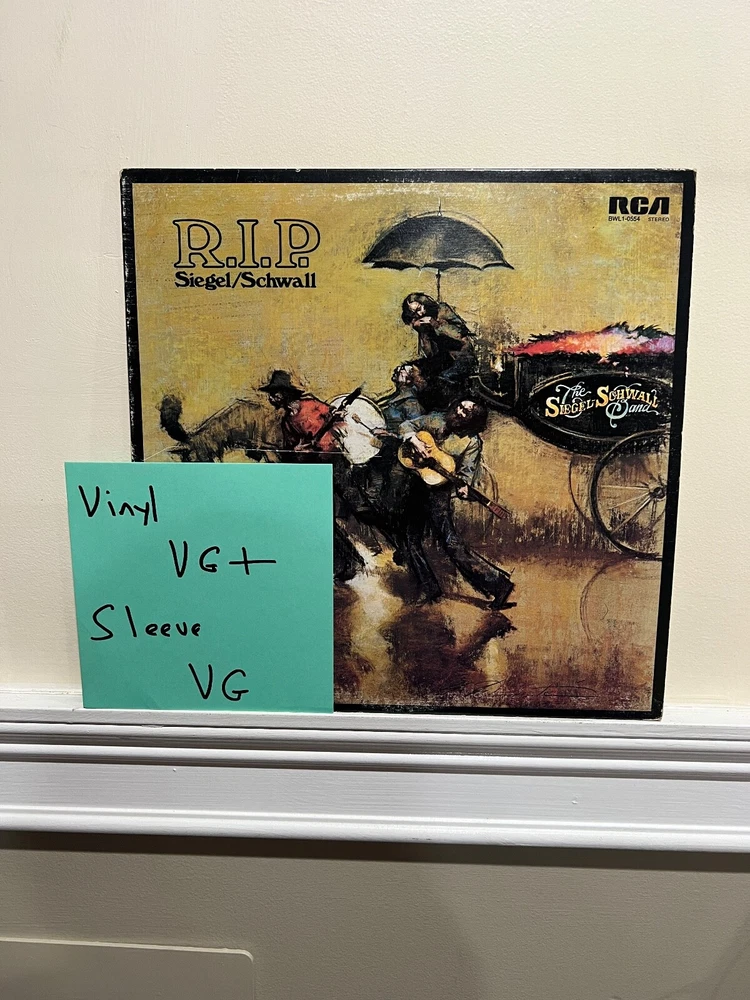 R.I.P.
Siegel/Schwall
RCA
BWL1-0554 STEREO
The
SIEGEL SCHWALL
Band
Vinyl
VG+
Sleeve
VG